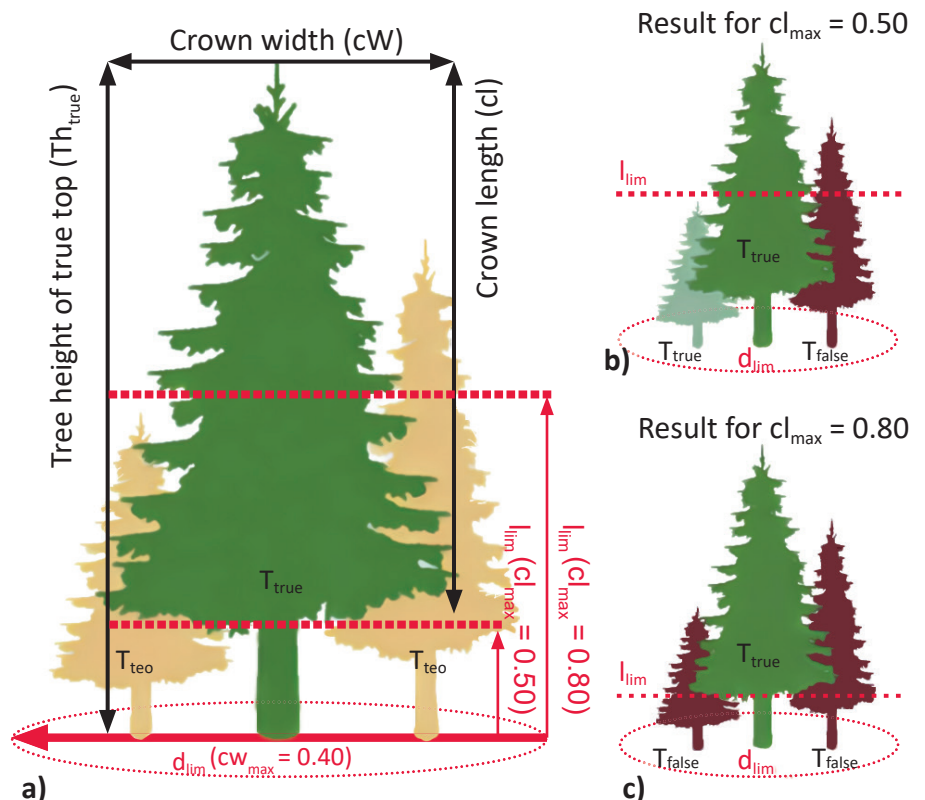 Crown width (cW)
Tree height of true top (Th_true)
Crown length (cl)
T_true
T_teo
T_teo
l_lim (cl_max = 0.50)
l_lim (cl_max = 0.80)
d_lim (cw_max = 0.40)
a)
Result for cl_max = 0.50
l_lim
T_true
T_true
d_lim
T_false
b)
Result for cl_max = 0.80
T_true
l_lim
T_false
d_lim
T_false
c)